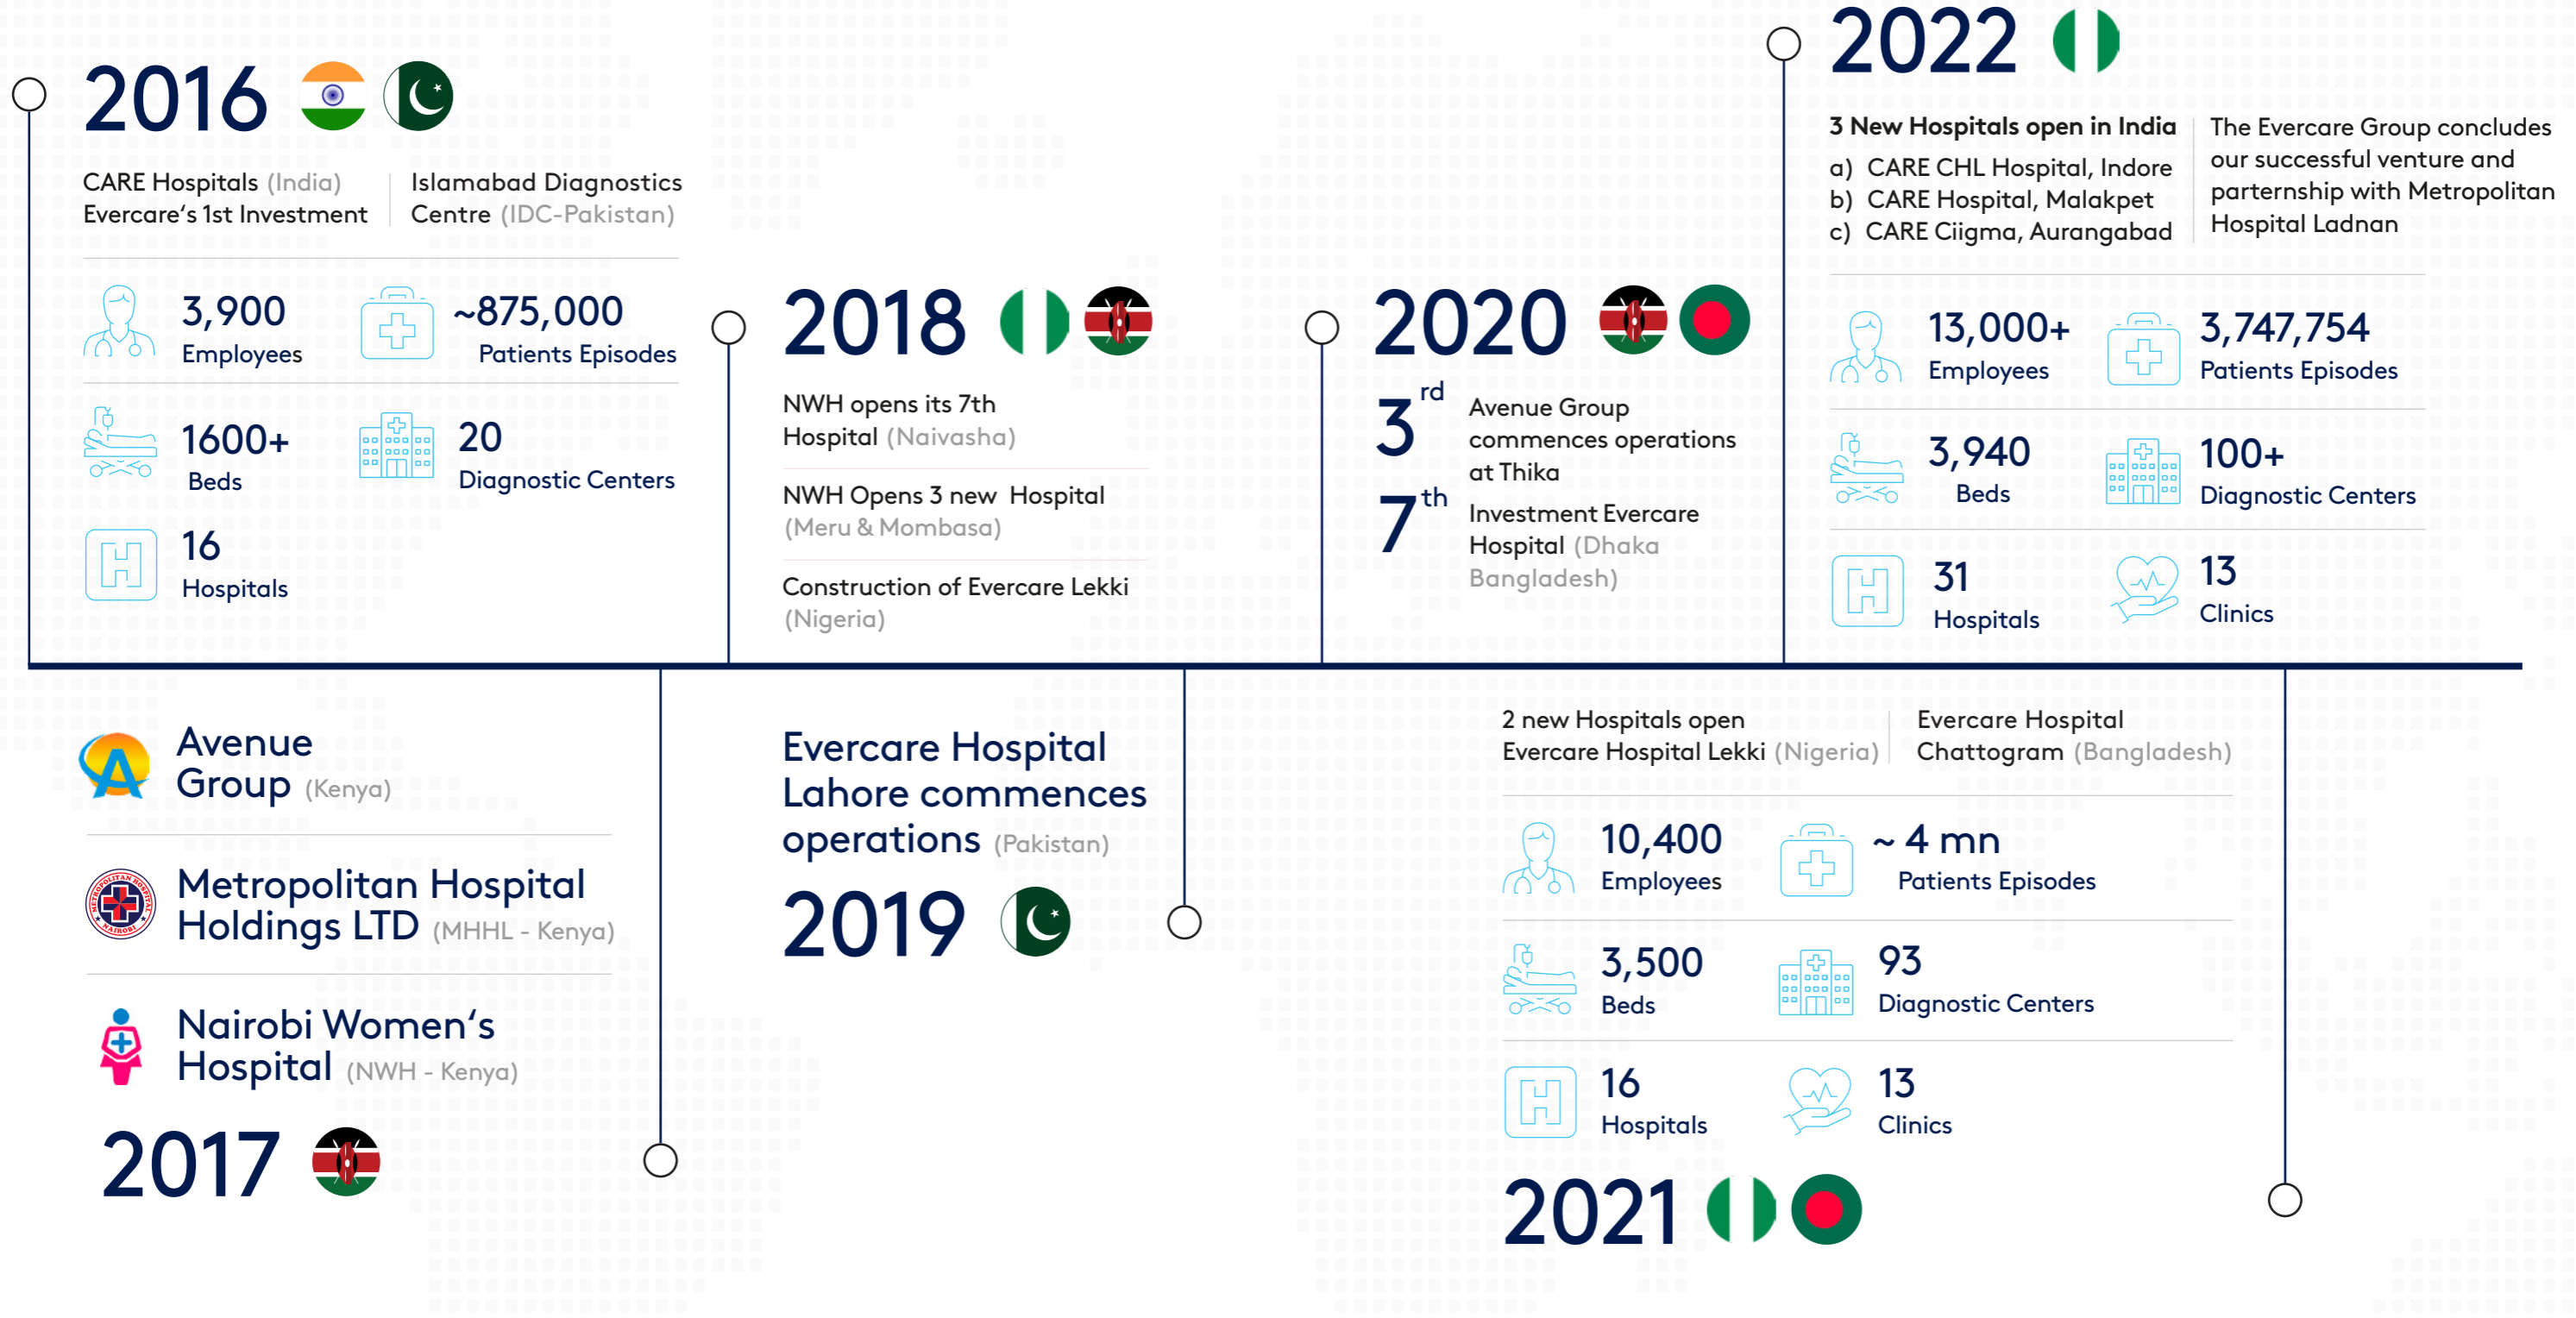 2016
CARE Hospitals (India)
Evercare‘s 1st Investment
Islamabad Diagnostics
Centre (IDC-Pakistan)
3,900
Employees
~875,000
Patients Episodes
1600+
Beds
20
Diagnostic Centers
16
Hospitals
Avenue
Group (Kenya)
METROPOLITAN HOSPITAL
NAIROBI
Metropolitan Hospital
Holdings LTD (MHHL - Kenya)
Nairobi Women‘s
Hospital (NWH - Kenya)
2017
2018
NWH opens its 7th
Hospital (Naivasha)
NWH Opens 3 new Hospital
(Meru & Mombasa)
Construction of Evercare Lekki
(Nigeria)
Evercare Hospital
Lahore commences
operations (Pakistan)
2019
2020
3rd
Avenue Group
commences operations
at Thika
7th
Investment Evercare
Hospital (Dhaka
Bangladesh)
2 new Hospitals open
Evercare Hospital Lekki (Nigeria)
Evercare Hospital
Chattogram (Bangladesh)
10,400
Employees
~ 4 mn
Patients Episodes
3,500
Beds
93
Diagnostic Centers
16
Hospitals
13
Clinics
2021
2022
3 New Hospitals open in India
a) CARE CHL Hospital, Indore
b) CARE Hospital, Malakpet
c) CARE Ciigma, Aurangabad
The Evercare Group concludes
our successful venture and
parternship with Metropolitan
Hospital Ladnan
13,000+
Employees
3,747,754
Patients Episodes
3,940
Beds
100+
Diagnostic Centers
31
Hospitals
13
Clinics